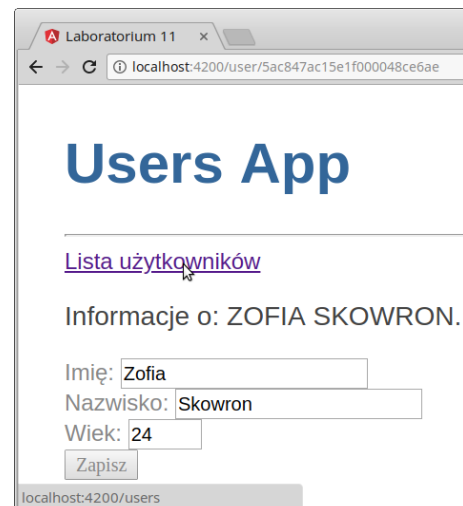 Laboratorium 11 ×
localhost:4200/user/5ac847ac15e1f000048ce6ae
Users App
Lista użytkowników
Informacje o: ZOFIA SKOWRON.
Imię: Zofia
Nazwisko: Skowron
Wiek: 24
Zapisz
localhost:4200/users